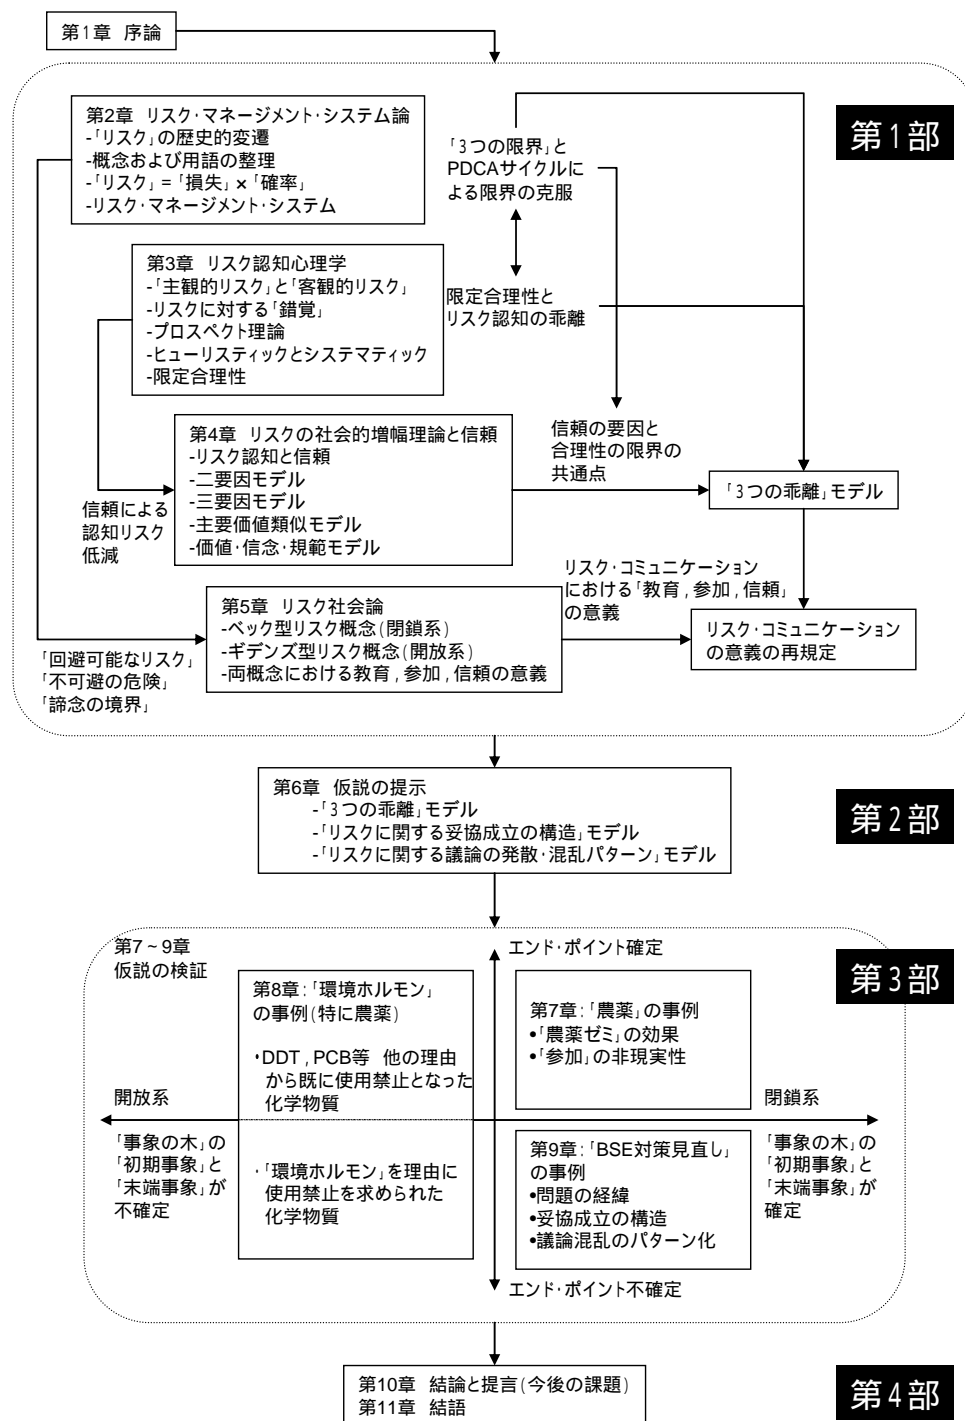 第1章 序論
第1部
第2章 リスク・マネージメント・システム論
-「リスク」の歴史的変遷
-概念および用語の整理
-「リスク」=「損失」×「確率」
-リスク・マネージメント・システム
「3つの限界」と
PDCAサイクルに
よる限界の克服
第3章 リスク認知心理学
-「主観的リスク」と「客観的リスク」
-リスクに対する「錯覚」
-プロスペクト理論
-ヒューリスティックとシステマティック
-限定合理性
限定合理性と
リスク認知の乖離
第4章 リスクの社会的増幅理論と信頼
-リスク認知と信頼
-二要因モデル
-三要因モデル
-主要価値類似モデル
-価値・信念・規範モデル
信頼の要因と
合理性の限界の
共通点
「3つの乖離」モデル
信頼による
認知リスク
低減
リスク・コミュニケーション
における「教育,参加,信頼」
の意義
第5章 リスク社会論
-ベック型リスク概念(閉鎖系)
-ギデンズ型リスク概念(開放系)
-両概念における教育,参加,信頼の意義
リスク・コミュニケーション
の意義の再規定
「回避可能なリスク」
「不可避の危険」
「諦念の境界」
第2部
第6章 仮説の提示
-「3つの乖離」モデル
-「リスクに関する妥協成立の構造」モデル
-「リスクに関する議論の発散・混乱パターン」モデル
第3部
第7~9章
仮説の検証
エンド・ポイント確定
第8章:「環境ホルモン」
の事例(特に農薬)
・DDT,PCB等 他の理由
から既に使用禁止となった
化学物質
第7章:「農薬」の事例
•「農薬ゼミ」の効果
•「参加」の非現実性
開放系
閉鎖系
「事象の木」の
「初期事象」と
「末端事象」が
不確定
・「環境ホルモン」を理由に
使用禁止を求められた
化学物質
第9章:「BSE対策見直し」
の事例
•問題の経緯
•妥協成立の構造
•議論混乱のパターン化
「事象の木」の
「初期事象」と
「末端事象」が
確定
エンド・ポイント不確定
第4部
第10章 結論と提言(今後の課題)
第11章 結語